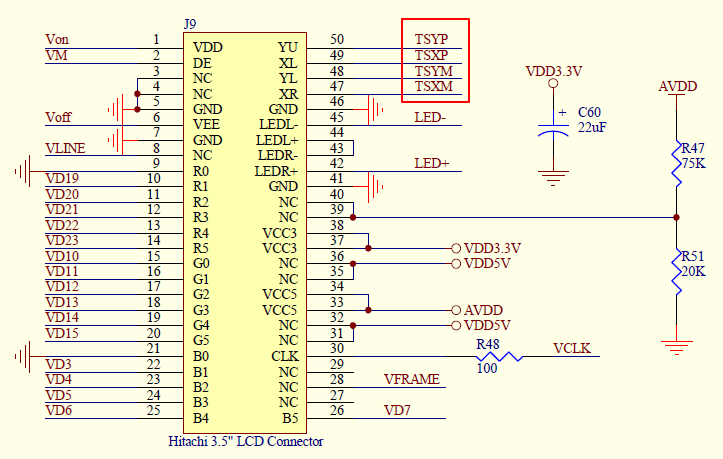 J9
Von 1 VDD YU 50 TSYP
VM 2 DE XL 49 TSXP
3 NC YL 48 TSYM
4 NC XR 47 TSXM
5 GND GND 46
Voff 6 VEE LEDL- 45 LED-
7 GND LEDL+ 44
VLINE 8 NC LEDR- 43
9 R0 LEDR+ 42 LED+
VD19 10 R1 GND 41
VD20 11 R2 NC 40
VD21 12 R3 NC 39
VD22 13 R4 VCC3 38
VD23 14 R5 VCC3 37 VDD3.3V
VD10 15 G0 NC 36 VDD5V
VD11 16 G1 NC 35
VD12 17 G2 VCC5 34
VD13 18 G3 VCC5 33 AVDD
VD14 19 G4 NC 32 VDD5V
VD15 20 G5 NC 31
21 B0 CLK 30 R48 100 VCLK
VD3 22 B1 NC 29
VD4 23 B2 NC 28 VFRAME
VD5 24 B3 NC 27
VD6 25 B4 B5 26 VD7
Hitachi 3.5" LCD Connector
VDD3.3V
+ C60
22uF
AVDD
R47
75K
R51
20K